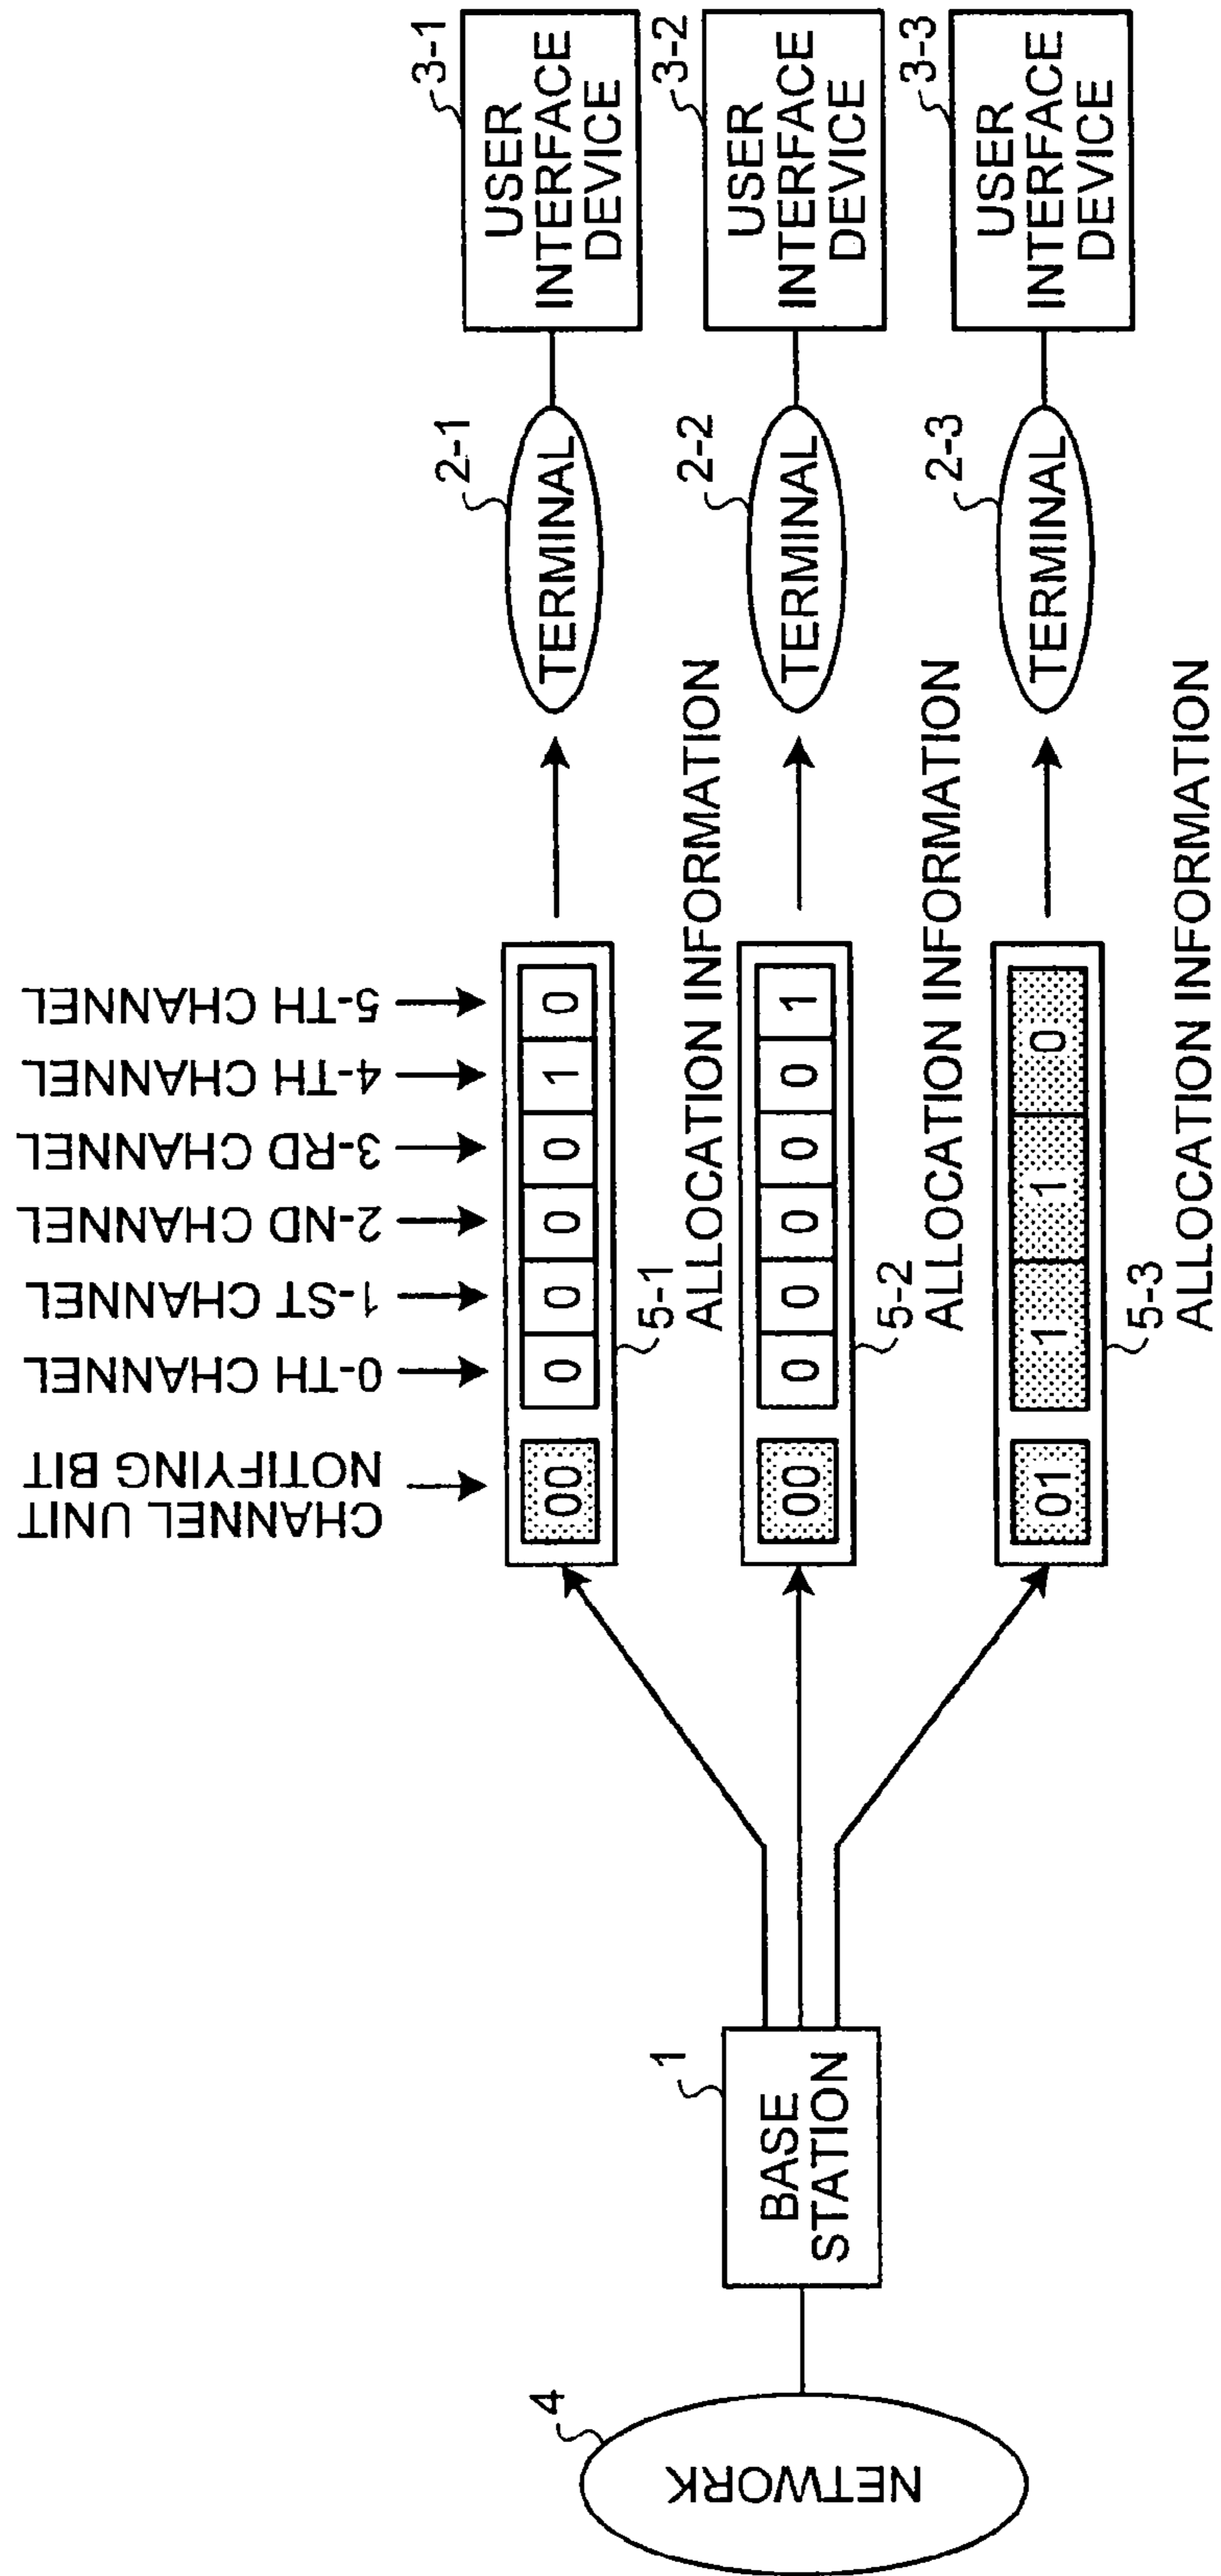 5-TH CHANNEL
4-TH CHANNEL
3-RD CHANNEL
2-ND CHANNEL
1-ST CHANNEL
0-TH CHANNEL
CHANNEL UNIT
NOTIFYING BIT
4
NETWORK
1
BASE
STATION
00 0 0 0 0 1 0
5-1
ALLOCATION INFORMATION
2-1
TERMINAL
3-1
USER
INTERFACE
DEVICE
00 0 0 0 0 0 1
5-2
ALLOCATION INFORMATION
2-2
TERMINAL
3-2
USER
INTERFACE
DEVICE
01 1 1 0
5-3
ALLOCATION INFORMATION
2-3
TERMINAL
3-3
USER
INTERFACE
DEVICE